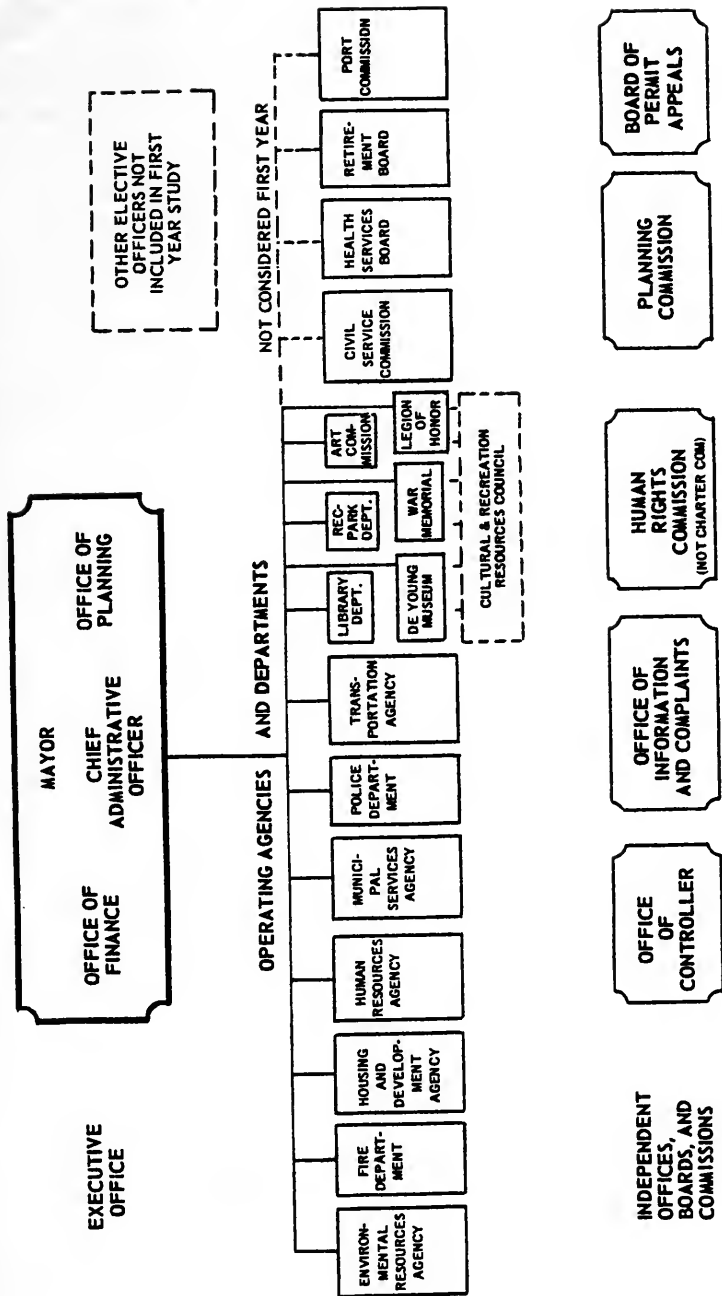 EXECUTIVE
OFFICE
MAYOR
OFFICE OF
FINANCE
CHIEF
ADMINISTRATIVE
OFFICER
OFFICE OF
PLANNING
OTHER ELECTIVE
OFFICERS NOT
INCLUDED IN FIRST
YEAR STUDY
OPERATING AGENCIES AND DEPARTMENTS
NOT CONSIDERED FIRST YEAR
ENVIRON-
MENTAL
RESOURCES
AGENCY
FIRE
DEPART-
MENT
HOUSING
AND
DEVELOP-
MENT
AGENCY
HUMAN
RESOURCES
AGENCY
MUNICI-
PAL
SERVICES
AGENCY
POLICE
DEPART-
MENT
TRANS-
PORTATION
AGENCY
LIBRARY
DEPT.
DE YOUNG
MUSEUM
REC-
PARK
DEPT.
WAR
MEMORIAL
ART
COM-
MISSION
LEGION
OF
HONOR
CULTURAL & RECREATION
RESOURCES COUNCIL
CIVIL
SERVICE
COMMISSION
HEALTH
SERVICES
BOARD
RETIRE-
MENT
BOARD
PORT
COMMISSION
INDEPENDENT
OFFICES,
BOARDS, AND
COMMISSIONS
OFFICE
OF
CONTROLLER
OFFICE OF
INFORMATION
AND COMPLAINTS
HUMAN
RIGHTS
COMMISSION
(NOT CHARTER COM)
PLANNING
COMMISSION
BOARD OF
PERMIT
APPEALS